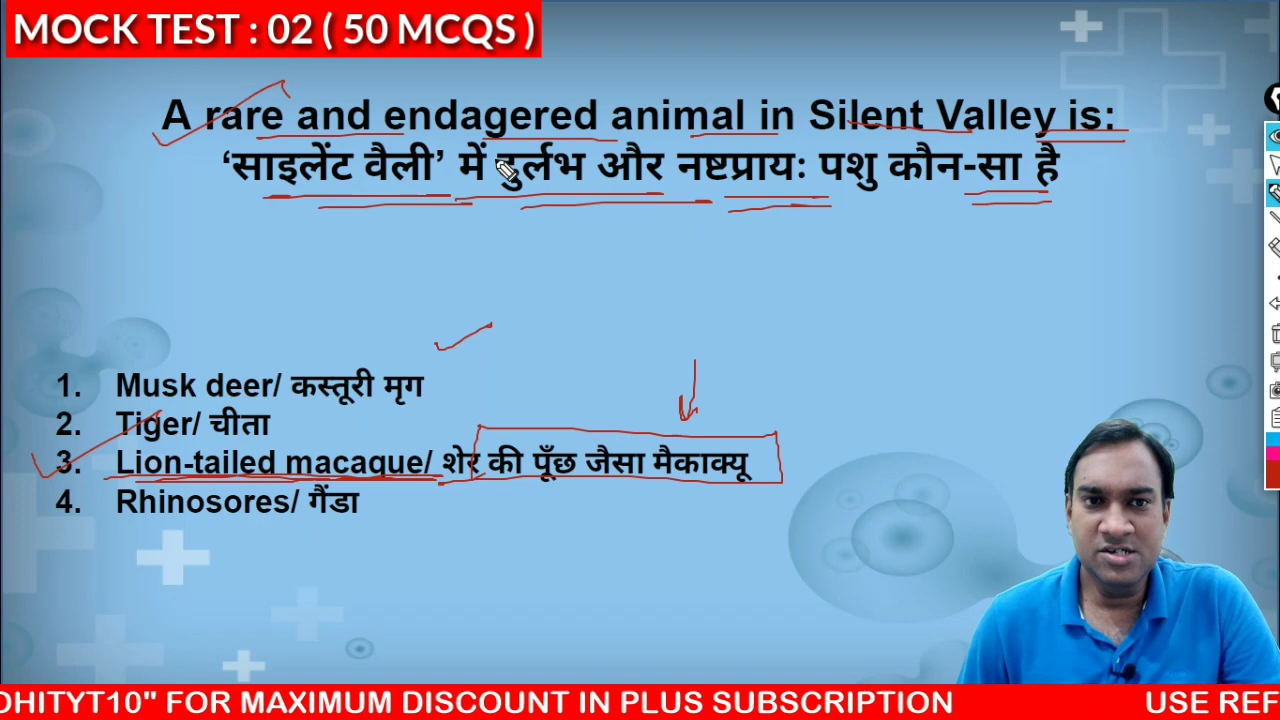 MOCK TEST : 02 ( 50 MCQS )
A rare and endagered animal in Silent Valley is:
‘साइलेंट वैली’ में दुर्लभ और नष्टप्रायः पशु कौन-सा है
1. Musk deer/ कस्तूरी मृग
2. Tiger/ चीता
3. Lion-tailed macaque/ शेर की पूँछ जैसा मैकाक्यू
4. Rhinosores/ गैंडा
OHITYT10" FOR MAXIMUM DISCOUNT IN PLUS SUBSCRIPTION USE REF